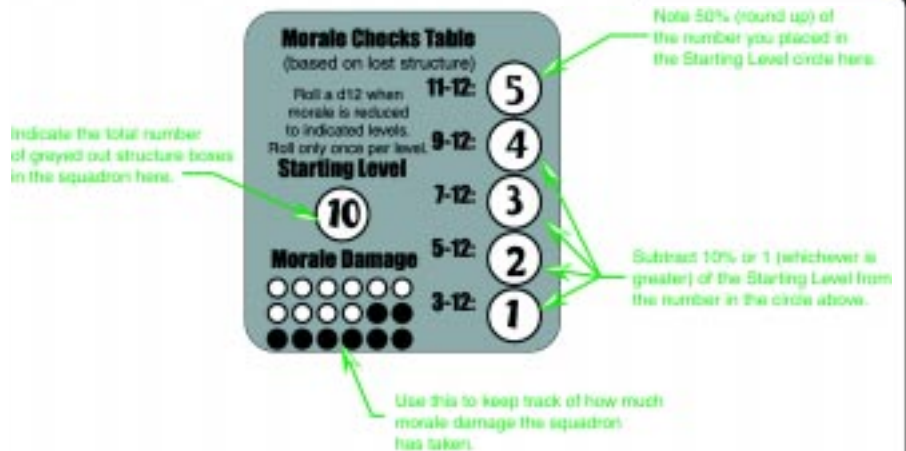 Morale Checks Table
(based on lost structure)
Roll a d12 when
morale is reduced
to indicated levels.
Roll only once per level.
11-12: 5
9-12: 4
7-12: 3
5-12: 2
3-12: 1
Starting Level
10
Morale Damage
Note 50% (round up) of
the number you placed in
the Starting Level circle here.
Indicate the total number
of greyed out structure boxes
in the squadron here.
Subtract 10% or 1 (whichever is
greater) of the Starting Level from
the number in the circle above.
Use this to keep track of how much
morale damage the squadron
has taken.